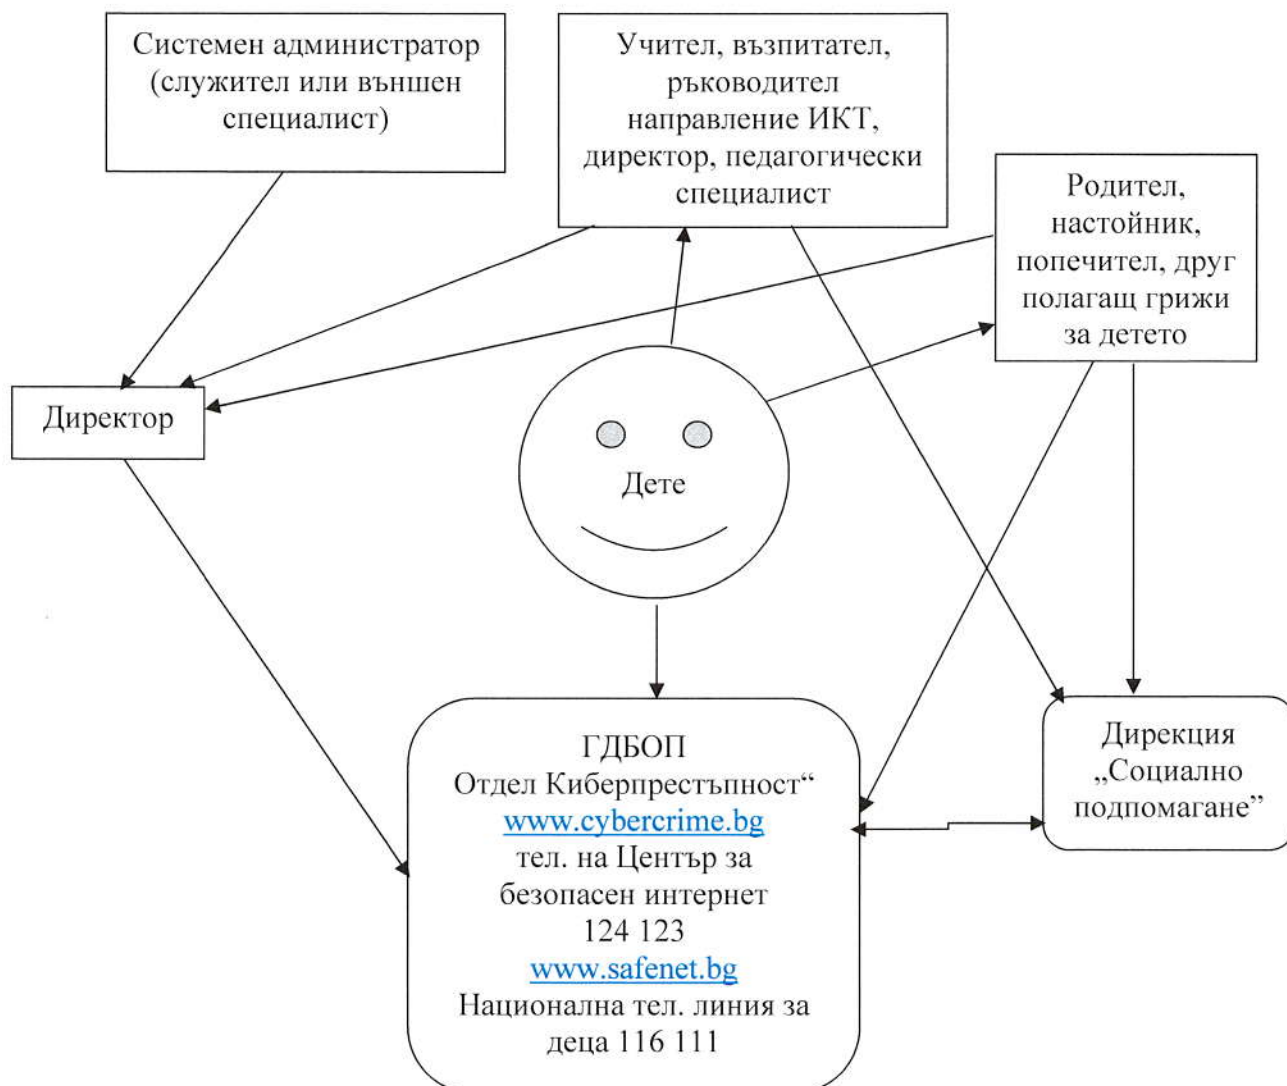 Системен администратор
(служител или външен
специалист)
Учител, възпитател,
ръководител
направление ИКТ,
директор, педагогически
специалист
Родител,
настойник,
попечител, друг
полагащ грижи
за детето
Директор
Дете
ГДБОП
Отдел Киберпрестъпност“
www.cybercrime.bg
тел. на Център за
безопасен интернет
124 123
www.safenet.bg
Национална тел. линия за
деца 116 111
Дирекция
„Социално
подпомагане”